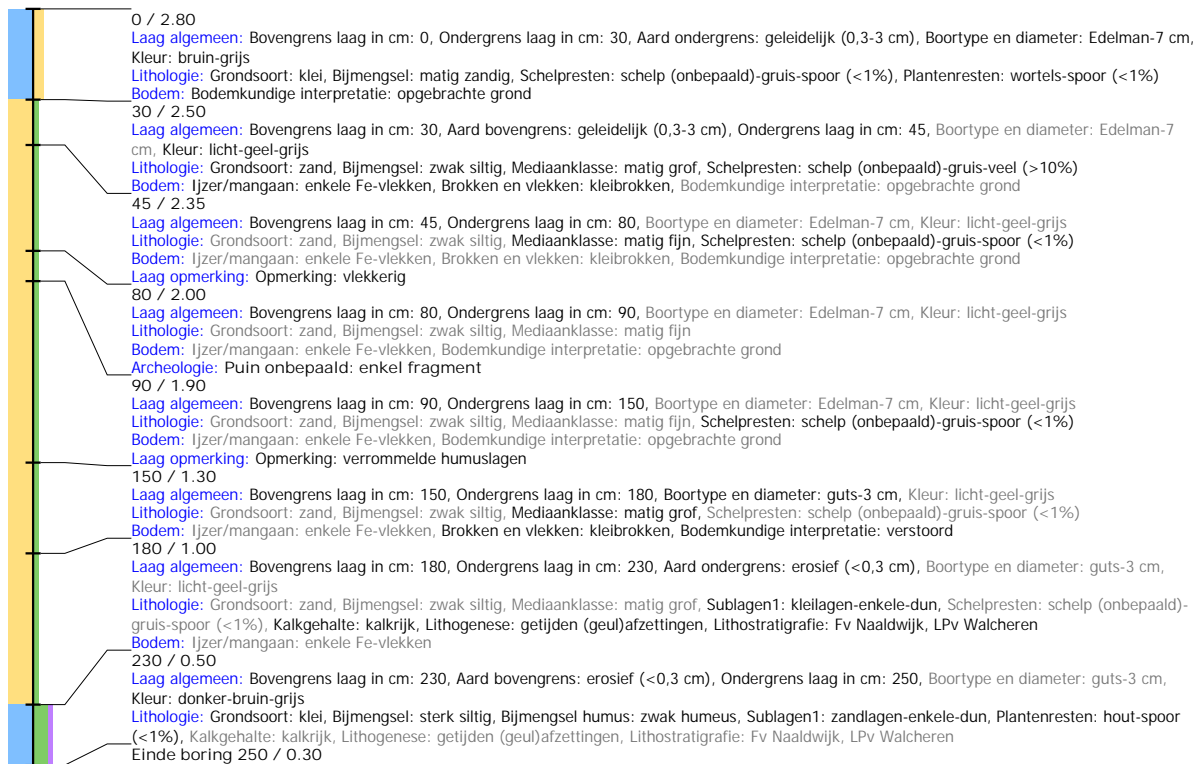 0 / 2.80
Laag algemeen: Bovengrens laag in cm: 0, Ondergrens laag in cm: 30, Aard ondergrens: geleidelijk (0,3-3 cm), Boortype en diameter: Edelman-7 cm,
Kleur: bruin-grijs
Lithologie: Grondsoort: klei, Bijmengsel: matig zandig, Schelpresten: schelp (onbepaald)-gruis-spoor (<1%), Plantenresten: wortels-spoor (<1%)
Bodem: Bodemkundige interpretatie: opgebrachte grond
30 / 2.50
Laag algemeen: Bovengrens laag in cm: 30, Aard bovengrens: geleidelijk (0,3-3 cm), Ondergrens laag in cm: 45, Boortype en diameter: Edelman-7
cm, Kleur: licht-geel-grijs
Lithologie: Grondsoort: zand, Bijmengsel: zwak siltig, Mediaanklasse: matig grof, Schelpresten: schelp (onbepaald)-gruis-veel (>10%)
Bodem: Ijzer/mangaan: enkele Fe-vlekken, Brokken en vlekken: kleibrokken, Bodemkundige interpretatie: opgebrachte grond
45 / 2.35
Laag algemeen: Bovengrens laag in cm: 45, Ondergrens laag in cm: 80, Boortype en diameter: Edelman-7 cm, Kleur: licht-geel-grijs
Lithologie: Grondsoort: zand, Bijmengsel: zwak siltig, Mediaanklasse: matig fijn, Schelpresten: schelp (onbepaald)-gruis-spoor (<1%)
Bodem: Ijzer/mangaan: enkele Fe-vlekken, Brokken en vlekken: kleibrokken, Bodemkundige interpretatie: opgebrachte grond
Laag opmerking: Opmerking: vlekkerig
80 / 2.00
Laag algemeen: Bovengrens laag in cm: 80, Ondergrens laag in cm: 90, Boortype en diameter: Edelman-7 cm, Kleur: licht-geel-grijs
Lithologie: Grondsoort: zand, Bijmengsel: zwak siltig, Mediaanklasse: matig fijn
Bodem: Ijzer/mangaan: enkele Fe-vlekken, Bodemkundige interpretatie: opgebrachte grond
Archeologie: Puin onbepaald: enkel fragment
90 / 1.90
Laag algemeen: Bovengrens laag in cm: 90, Ondergrens laag in cm: 150, Boortype en diameter: Edelman-7 cm, Kleur: licht-geel-grijs
Lithologie: Grondsoort: zand, Bijmengsel: zwak siltig, Mediaanklasse: matig fijn, Schelpresten: schelp (onbepaald)-gruis-spoor (<1%)
Bodem: Ijzer/mangaan: enkele Fe-vlekken, Bodemkundige interpretatie: opgebrachte grond
Laag opmerking: Opmerking: verrommelde humuslagen
150 / 1.30
Laag algemeen: Bovengrens laag in cm: 150, Ondergrens laag in cm: 180, Boortype en diameter: guts-3 cm, Kleur: licht-geel-grijs
Lithologie: Grondsoort: zand, Bijmengsel: zwak siltig, Mediaanklasse: matig grof, Schelpresten: schelp (onbepaald)-gruis-spoor (<1%)
Bodem: Ijzer/mangaan: enkele Fe-vlekken, Brokken en vlekken: kleibrokken, Bodemkundige interpretatie: verstoord
180 / 1.00
Laag algemeen: Bovengrens laag in cm: 180, Ondergrens laag in cm: 230, Aard ondergrens: erosief (<0,3 cm), Boortype en diameter: guts-3 cm,
Kleur: licht-geel-grijs
Lithologie: Grondsoort: zand, Bijmengsel: zwak siltig, Mediaanklasse: matig grof, Sublagen1: kleilagen-enkele-dun, Schelpresten: schelp (onbepaald)-
gruis-spoor (<1%), Kalkgehalte: kalkrijk, Lithogenese: getijden (geul)afzettingen, Lithostratigrafie: Fv Naaldwijk, LPv Walcheren
Bodem: Ijzer/mangaan: enkele Fe-vlekken
230 / 0.50
Laag algemeen: Bovengrens laag in cm: 230, Aard bovengrens: erosief (<0,3 cm), Ondergrens laag in cm: 250, Boortype en diameter: guts-3 cm,
Kleur: donker-bruin-grijs
Lithologie: Grondsoort: klei, Bijmengsel: sterk siltig, Bijmengsel humus: zwak humeus, Sublagen1: zandlagen-enkele-dun, Plantenresten: hout-spoor
(<1%), Kalkgehalte: kalkrijk, Lithogenese: getijden (geul)afzettingen, Lithostratigrafie: Fv Naaldwijk, LPv Walcheren
Einde boring 250 / 0.30